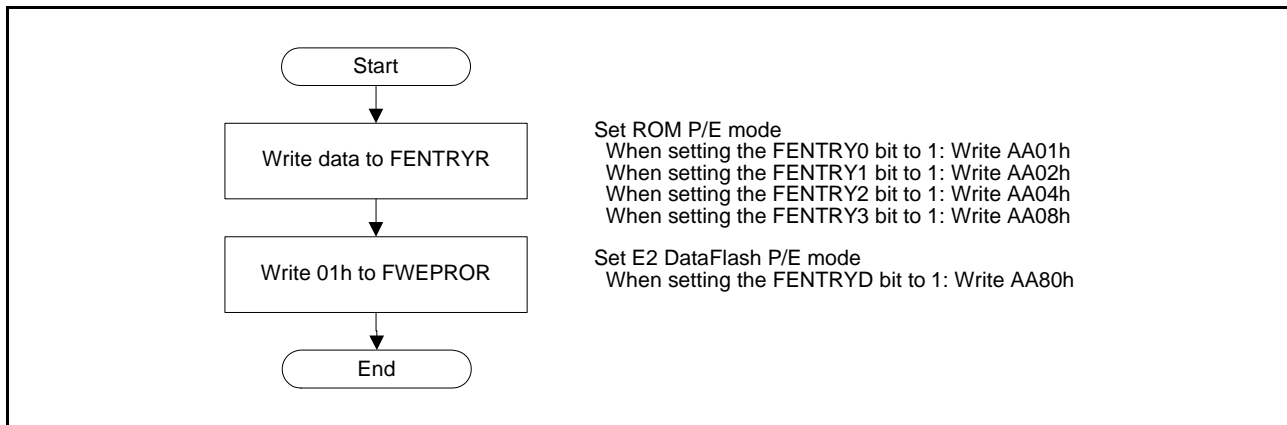 Start
Write data to FENTRYR
Write 01h to FWEPROR
End
Set ROM P/E mode
When setting the FENTRY0 bit to 1: Write AA01h
When setting the FENTRY1 bit to 1: Write AA02h
When setting the FENTRY2 bit to 1: Write AA04h
When setting the FENTRY3 bit to 1: Write AA08h
Set E2 DataFlash P/E mode
When setting the FENTRYD bit to 1: Write AA80h